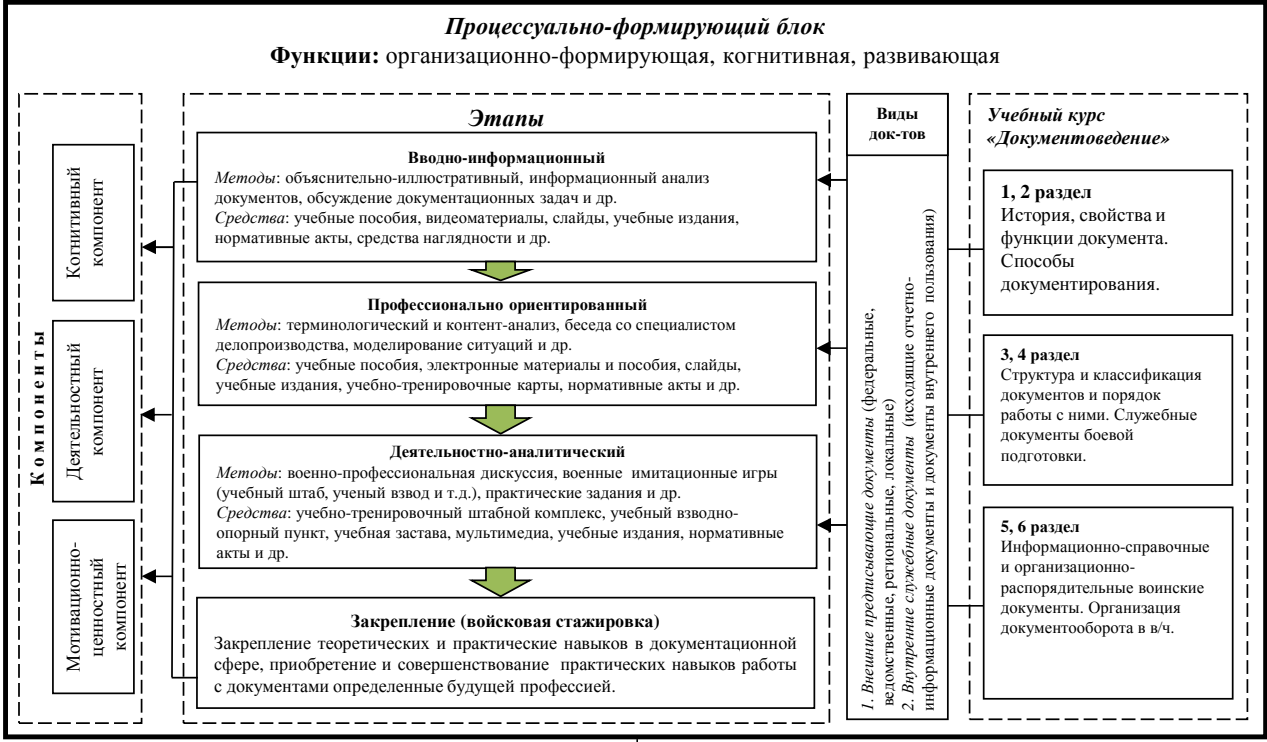 Процессуально-формирующий блок
Функции: организационно-формирующая, когнитивная, развивающая
Компоненты
Когнитивный
компонент
Деятельностный
компонент
Мотивационно-
ценностный
компонент
Этапы
Вводно-информационный
Методы: объяснительно-иллюстративный, информационный анализ
документов, обсуждение документационных задач и др.
Средства: учебные пособия, видеоматериалы, слайды, учебные издания,
нормативные акты, средства наглядности и др.
Профессионально ориентированный
Методы: терминологический и контент-анализ, беседа со специалистом
делопроизводства, моделирование ситуаций и др.
Средства: учебные пособия, электронные материалы и пособия, слайды,
учебные издания, учебно-тренировочные карты, нормативные акты и др.
Деятельностно-аналитический
Методы: военно-профессиональная дискуссия, военные имитационные игры
(учебный штаб, ученый взвод и т.д.), практические задания и др.
Средства: учебно-тренировочный штабной комплекс, учебный взводно-
опорный пункт, учебная застава, мультимедиа, учебные издания, нормативные
акты и др.
Закрепление (войсковая стажировка)
Закрепление теоретических и практические навыков в документационной
сфере, приобретение и совершенствование практических навыков работы
с документами определенные будущей профессией.
Виды
док-тов
1. Внешние предписывающие документы (федеральные,
ведомственные, региональные, локальные)
2. Внутренние служебные документы (исходящие отчетно-
информационные документы и документы внутреннего пользования)
Учебный курс
«Документоведение»
1, 2 раздел
История, свойства и
функции документа.
Способы
документирования.
3, 4 раздел
Структура и классификация
документов и порядок
работы с ними. Служебные
документы боевой
подготовки.
5, 6 раздел
Информационно-справочные
и организационно-
распорядительные воинские
документы. Организация
документооборота в в/ч.